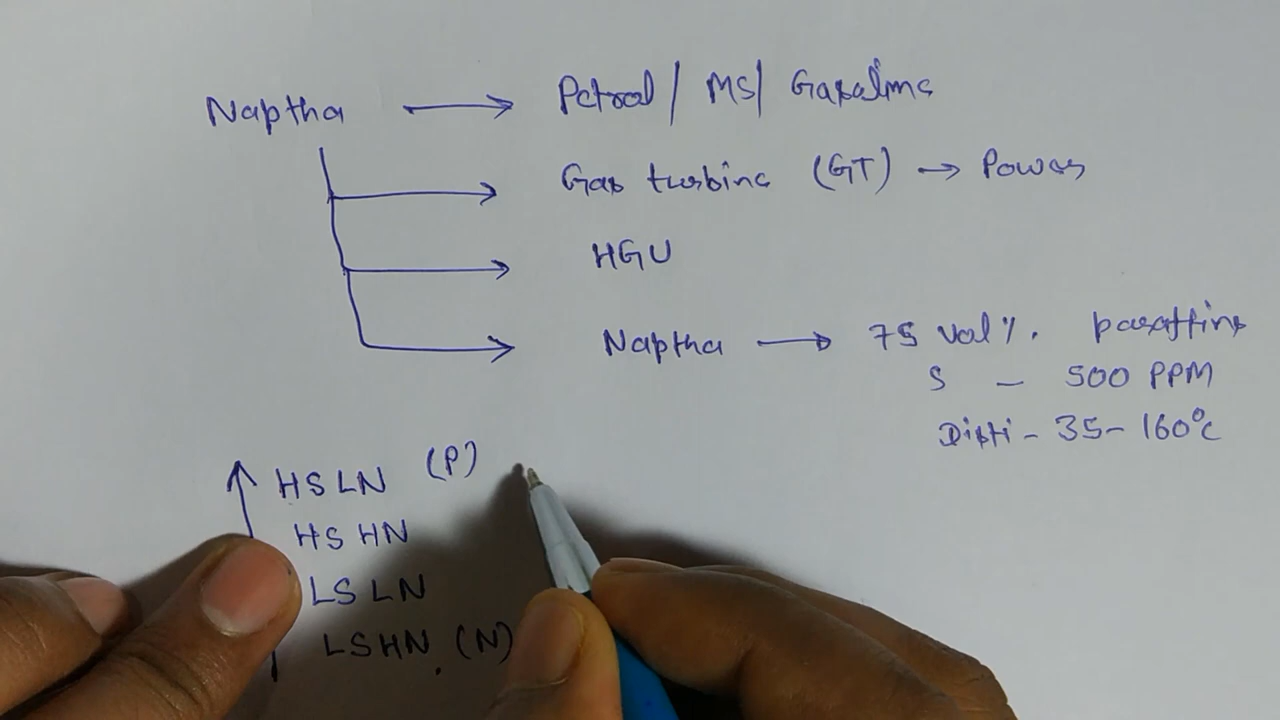 Naptha → Petrol / MS / Gasoline
Gas turbine (GT) → Power
HGU
Naptha → 75 vol %. paraffins
S – 500 PPM
Disti – 35 – 160°C
HSLN (P)
HSHN
LSLN
LSHN (N)